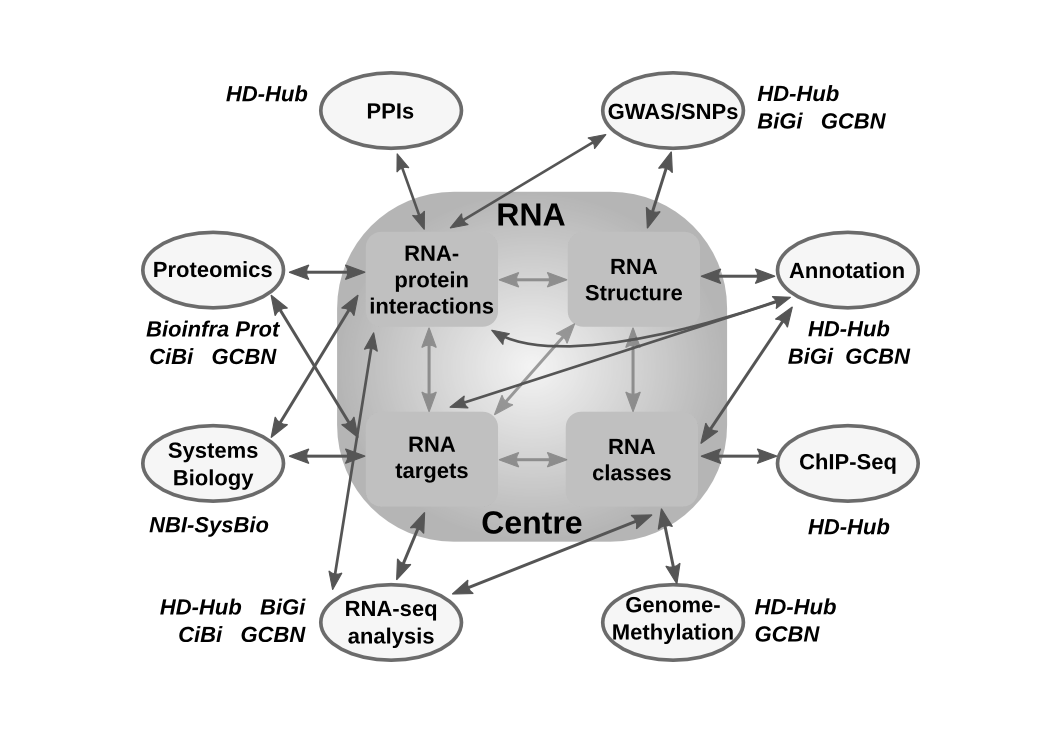 HD-Hub
PPIs
GWAS/SNPs
HD-Hub
BiGi GCBN
RNA
Proteomics
Bioinfra Prot
CiBi GCBN
RNA-
protein
interactions
RNA
Structure
Annotation
HD-Hub
BiGi GCBN
Systems
Biology
NBI-SysBio
RNA
targets
RNA
classes
ChIP-Seq
HD-Hub
Centre
HD-Hub BiGi
CiBi GCBN
RNA-seq
analysis
Genome-
Methylation
HD-Hub
GCBN